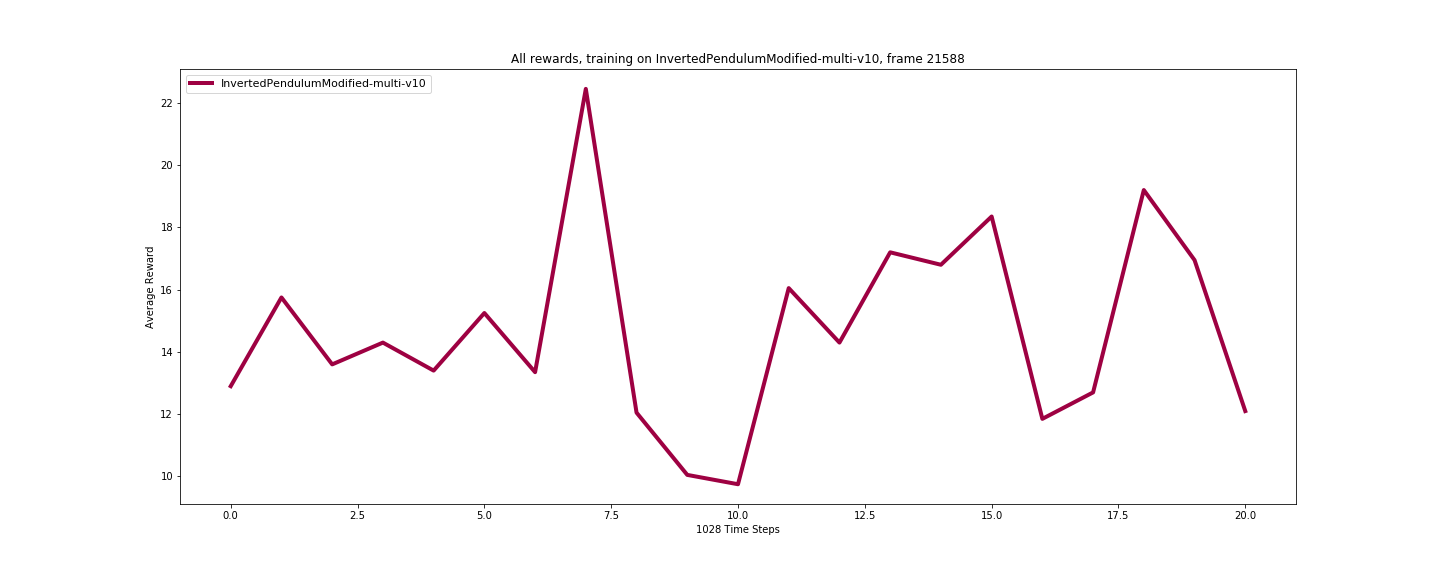 All rewards, training on InvertedPendulumModified-multi-v10, frame 21588
InvertedPendulumModified-multi-v10
22
20
18
16
14
12
10
Average Reward
0.0 2.5 5.0 7.5 10.0 12.5 15.0 17.5 20.0
1028 Time Steps